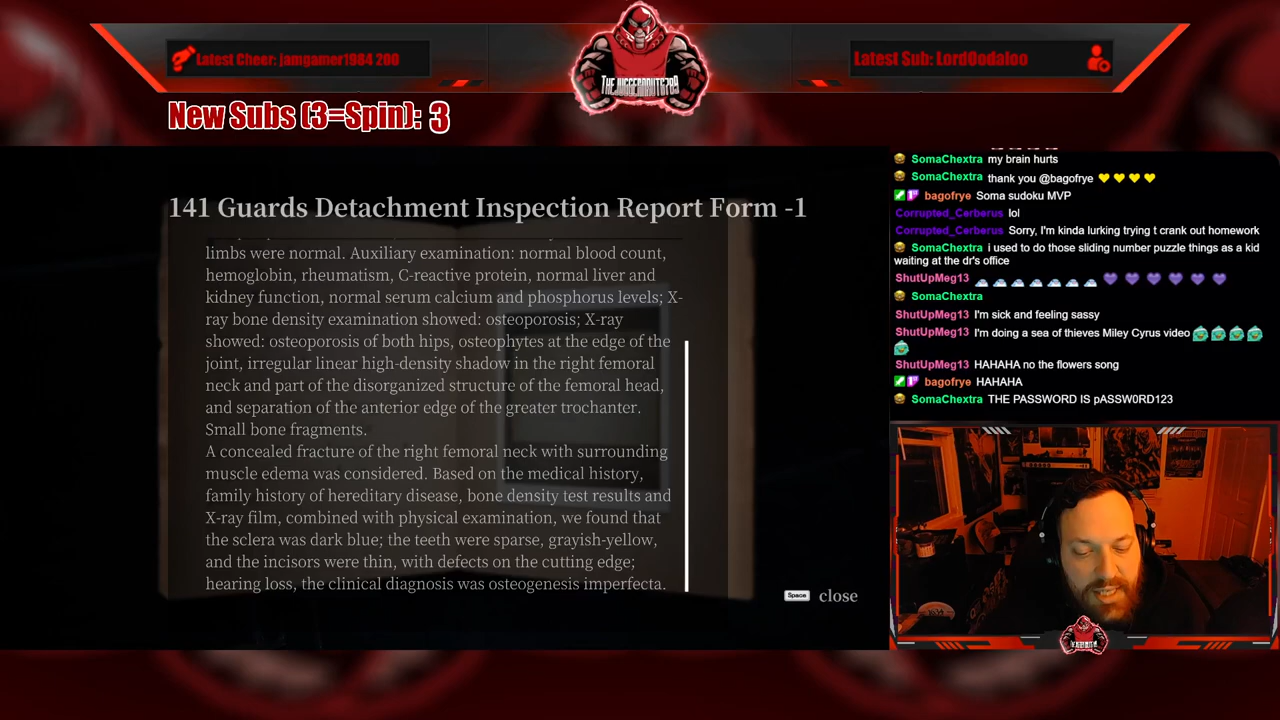 Latest Cheer: jamgamer1984 200
THEJUGGERNAUT6789
Latest Sub: LordOodaloo
New Subs (3=Spin): 3
141 Guards Detachment Inspection Report Form -1
limbs were normal. Auxiliary examination: normal blood count,
hemoglobin, rheumatism, C-reactive protein, normal liver and
kidney function, normal serum calcium and phosphorus levels; X-
ray bone density examination showed: osteoporosis; X-ray
showed: osteoporosis of both hips, osteophytes at the edge of the
joint, irregular linear high-density shadow in the right femoral
neck and part of the disorganized structure of the femoral head,
and separation of the anterior edge of the greater trochanter.
Small bone fragments.
A concealed fracture of the right femoral neck with surrounding
muscle edema was considered. Based on the medical history,
family history of hereditary disease, bone density test results and
X-ray film, combined with physical examination, we found that
the sclera was dark blue; the teeth were sparse, grayish-yellow,
and the incisors were thin, with defects on the cutting edge;
hearing loss, the clinical diagnosis was osteogenesis imperfecta.
Space close
SomaChextra my brain hurts
SomaChextra thank you @bagofrye
bagofrye Soma sudoku MVP
Corrupted_Cerberus lol
Corrupted_Cerberus Sorry, I'm kinda lurking trying t crank out homework
SomaChextra i used to do those sliding number puzzle things as a kid
waiting at the dr's office
ShutUpMeg13
SomaChextra
ShutUpMeg13 I'm sick and feeling sassy
ShutUpMeg13 I'm doing a sea of thieves Miley Cyrus video
ShutUpMeg13 HAHAHA no the flowers song
bagofrye HAHAHA
SomaChextra THE PASSWORD IS pASSW0RD123